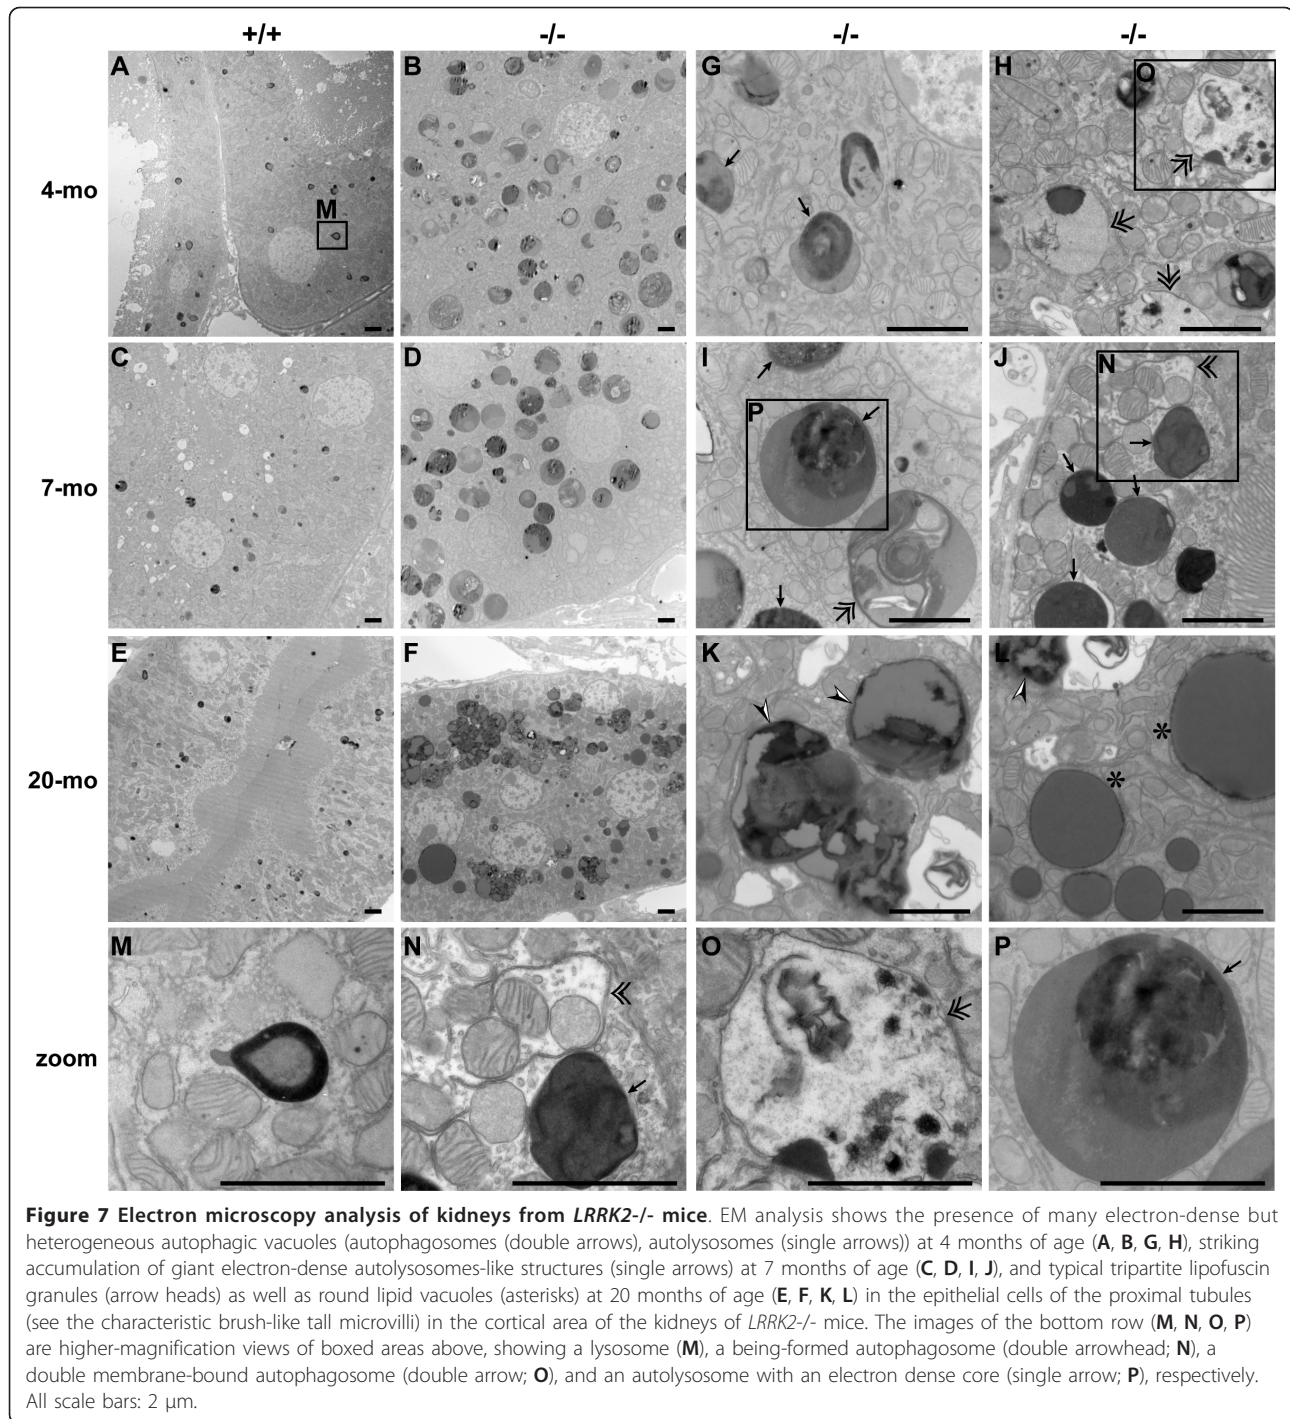 +/+ -/- -/- -/-
A B G H O
4-mo
M
C D I J N
P
7-mo
E F K L
* *
20-mo
M N O P
zoom
Figure 7 Electron microscopy analysis of kidneys from LRRK2-/- mice. EM analysis shows the presence of many electron-dense but
heterogeneous autophagic vacuoles (autophagosomes (double arrows), autolysosomes (single arrows)) at 4 months of age (A, B, G, H), striking
accumulation of giant electron-dense autolysosomes-like structures (single arrows) at 7 months of age (C, D, I, J), and typical tripartite lipofuscin
granules (arrow heads) as well as round lipid vacuoles (asterisks) at 20 months of age (E, F, K, L) in the epithelial cells of the proximal tubules
(see the characteristic brush-like tall microvilli) in the cortical area of the kidneys of LRRK2-/- mice. The images of the bottom row (M, N, O, P)
are higher-magnification views of boxed areas above, showing a lysosome (M), a being-formed autophagosome (double arrowhead; N), a
double membrane-bound autophagosome (double arrow; O), and an autolysosome with an electron dense core (single arrow; P), respectively.
All scale bars: 2 μm.